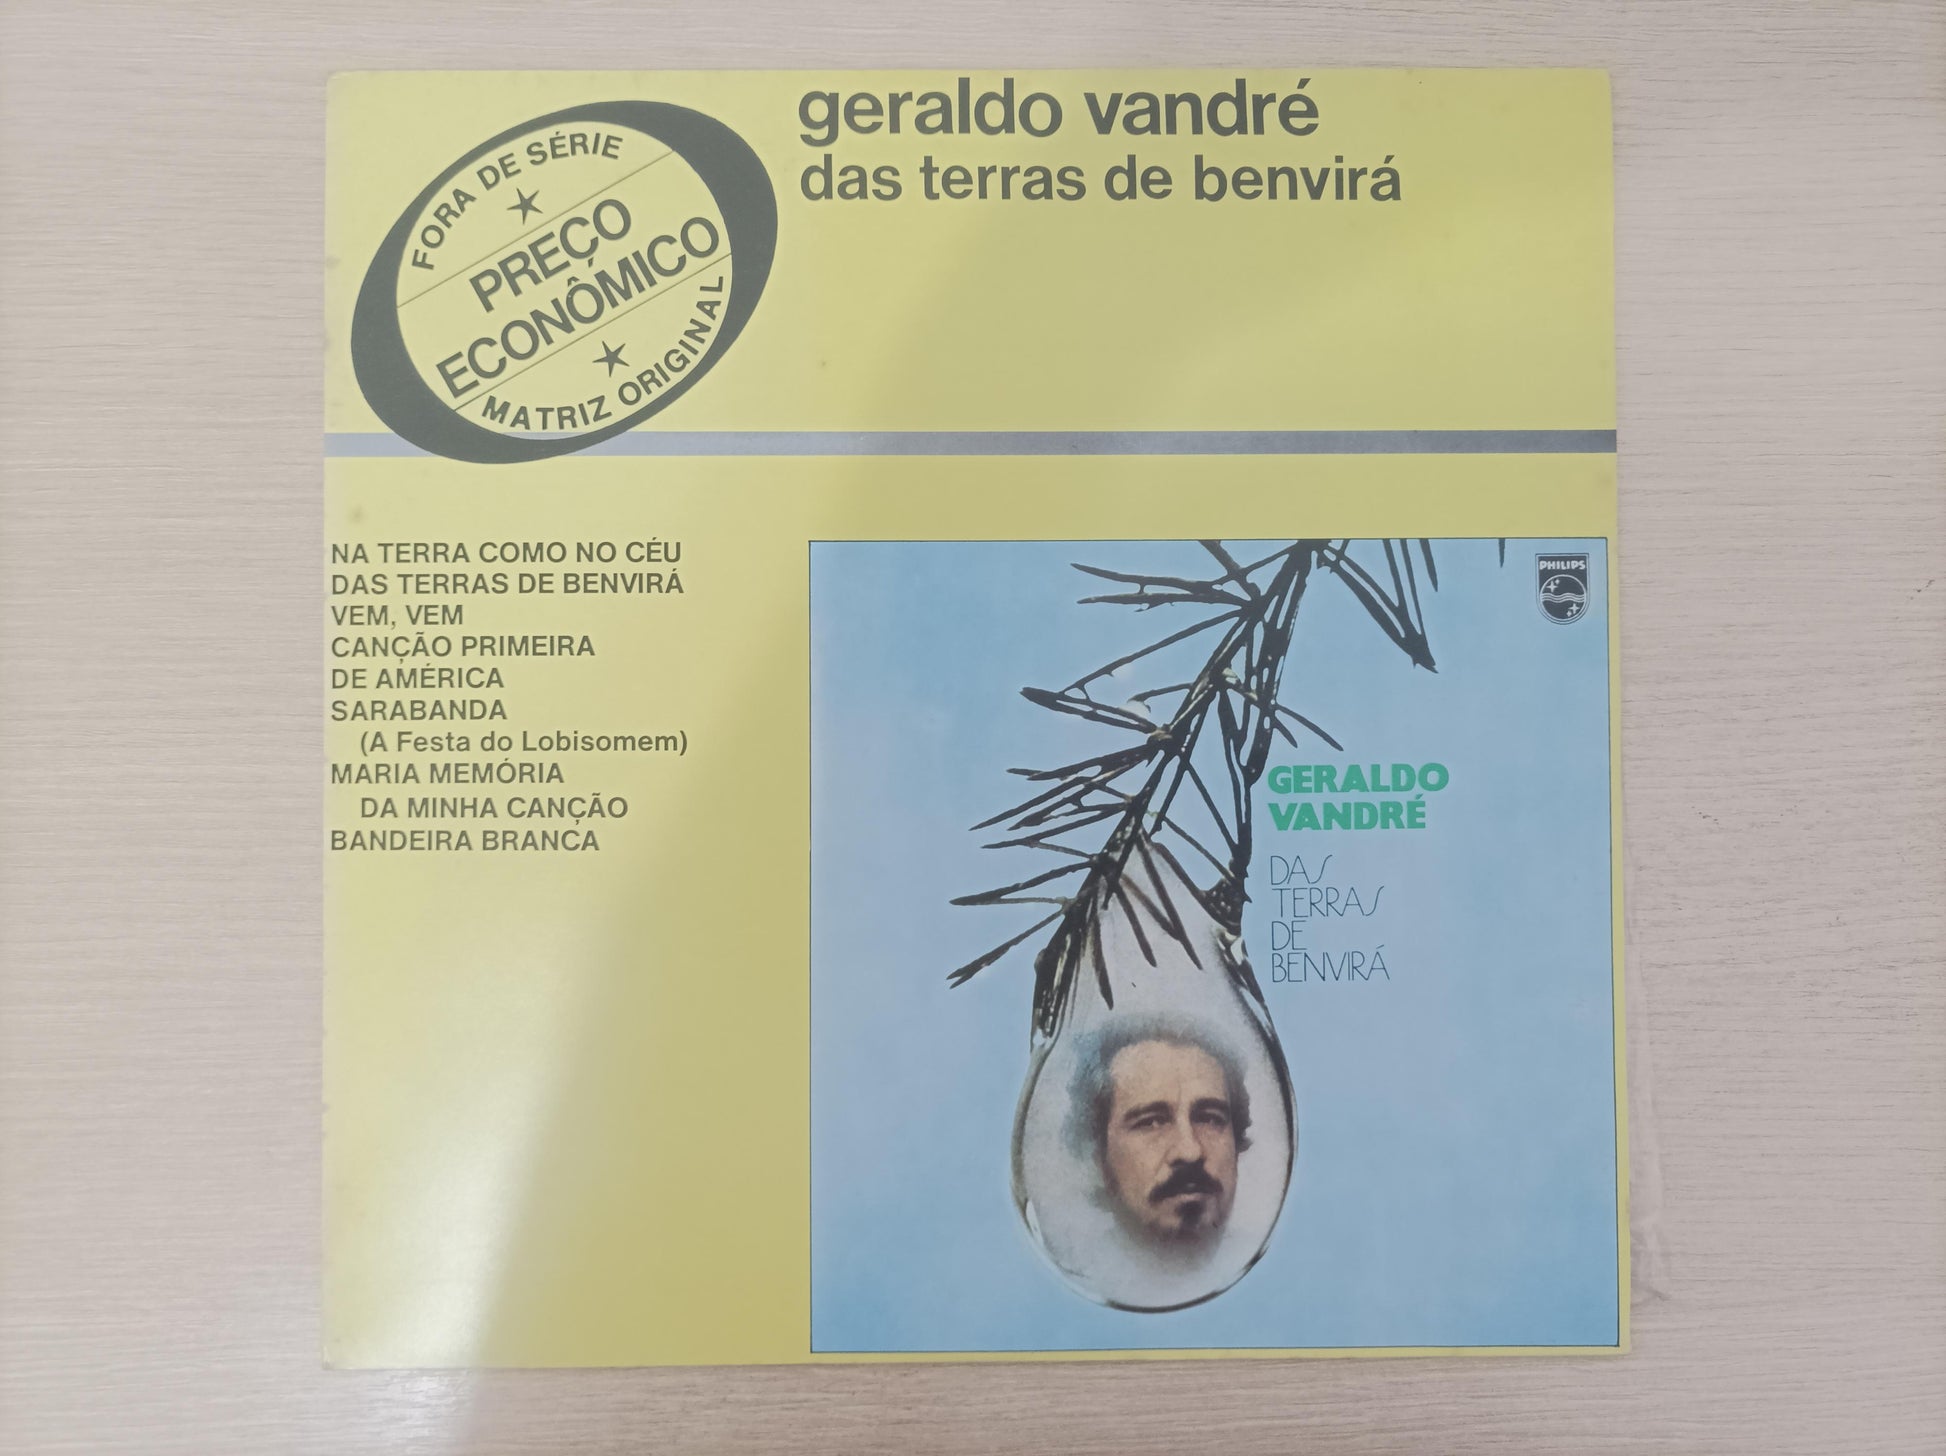 geraldo vandré
das terras de benvirá
FORA DE SÉRIE
PREÇO
ECONÔMICO
MATRIZ ORIGINAL
NA TERRA COMO NO CÉU
DAS TERRAS DE BENVIRÁ
VEM, VEM
CANÇÃO PRIMEIRA
DE AMÉRICA
SARABANDA
(A Festa do Lobisomem)
MARIA MEMÓRIA
DA MINHA CANÇÃO
BANDEIRA BRANCA
PHILIPS
GERALDO
VANDRÉ
DAS
TERRAS
DE
BENVIRÁ